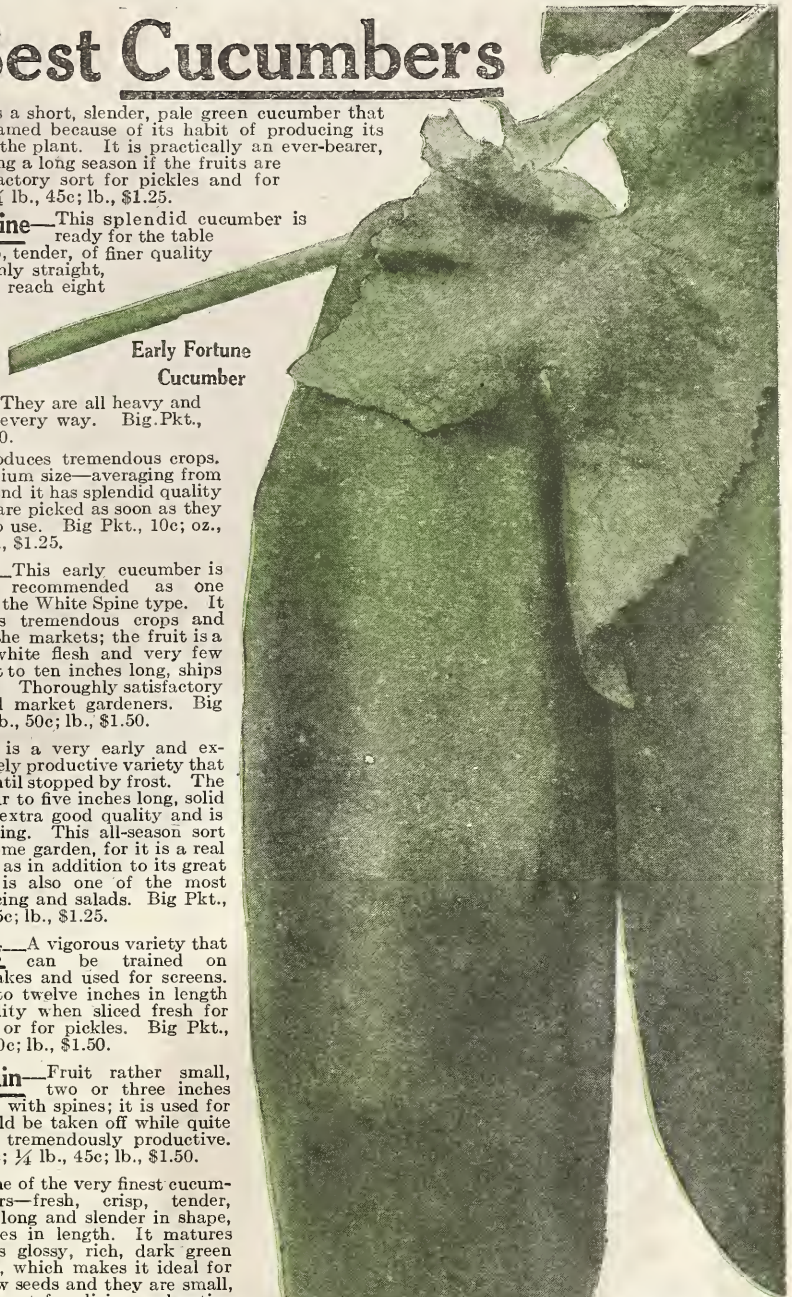 est Cucumbers
a short, slender, pale green cucumber that
amed because of its habit of producing its
the plant. It is practically an ever-bearer,
ng a long season if the fruits are
actory sort for pickles and for
¼ lb., 45c; lb., $1.25.
ine—This splendid cucumber is
ready for the table
, tender, of finer quality
nly straight,
reach eight
Early Fortune
Cucumber
They are all heavy and
every way. Big.Pkt.,
0.
oduces tremendous crops.
ium size—averaging from
nd it has splendid quality
are picked as soon as they
o use. Big Pkt., 10c; oz.,
., $1.25.
—This early cucumber is
recommended as one
the White Spine type. It
s tremendous crops and
he markets; the fruit is a
white flesh and very few
t to ten inches long, ships
Thoroughly satisfactory
l market gardeners. Big
b., 50c; lb., $1.50.
is a very early and ex-
ely productive variety that
ntil stopped by frost. The
r to five inches long, solid
extra good quality and is
ing. This all-season sort
me garden, for it is a real
as in addition to its great
is also one of the most
cing and salads. Big Pkt.,
5c; lb., $1.25.
—A vigorous variety that
can be trained on
akes and used for screens.
to twelve inches in length
lity when sliced fresh for
or for pickles. Big Pkt.,
0c; lb., $1.50.
in—Fruit rather small,
two or three inches
with spines; it is used for
ld be taken off while quite
tremendously productive.
; ¼ lb., 45c; lb., $1.50.
ne of the very finest cucum-
rs—fresh, crisp, tender,
long and slender in shape,
es in length. It matures
s glossy, rich, dark green
, which makes it ideal for
w seeds and they are small,